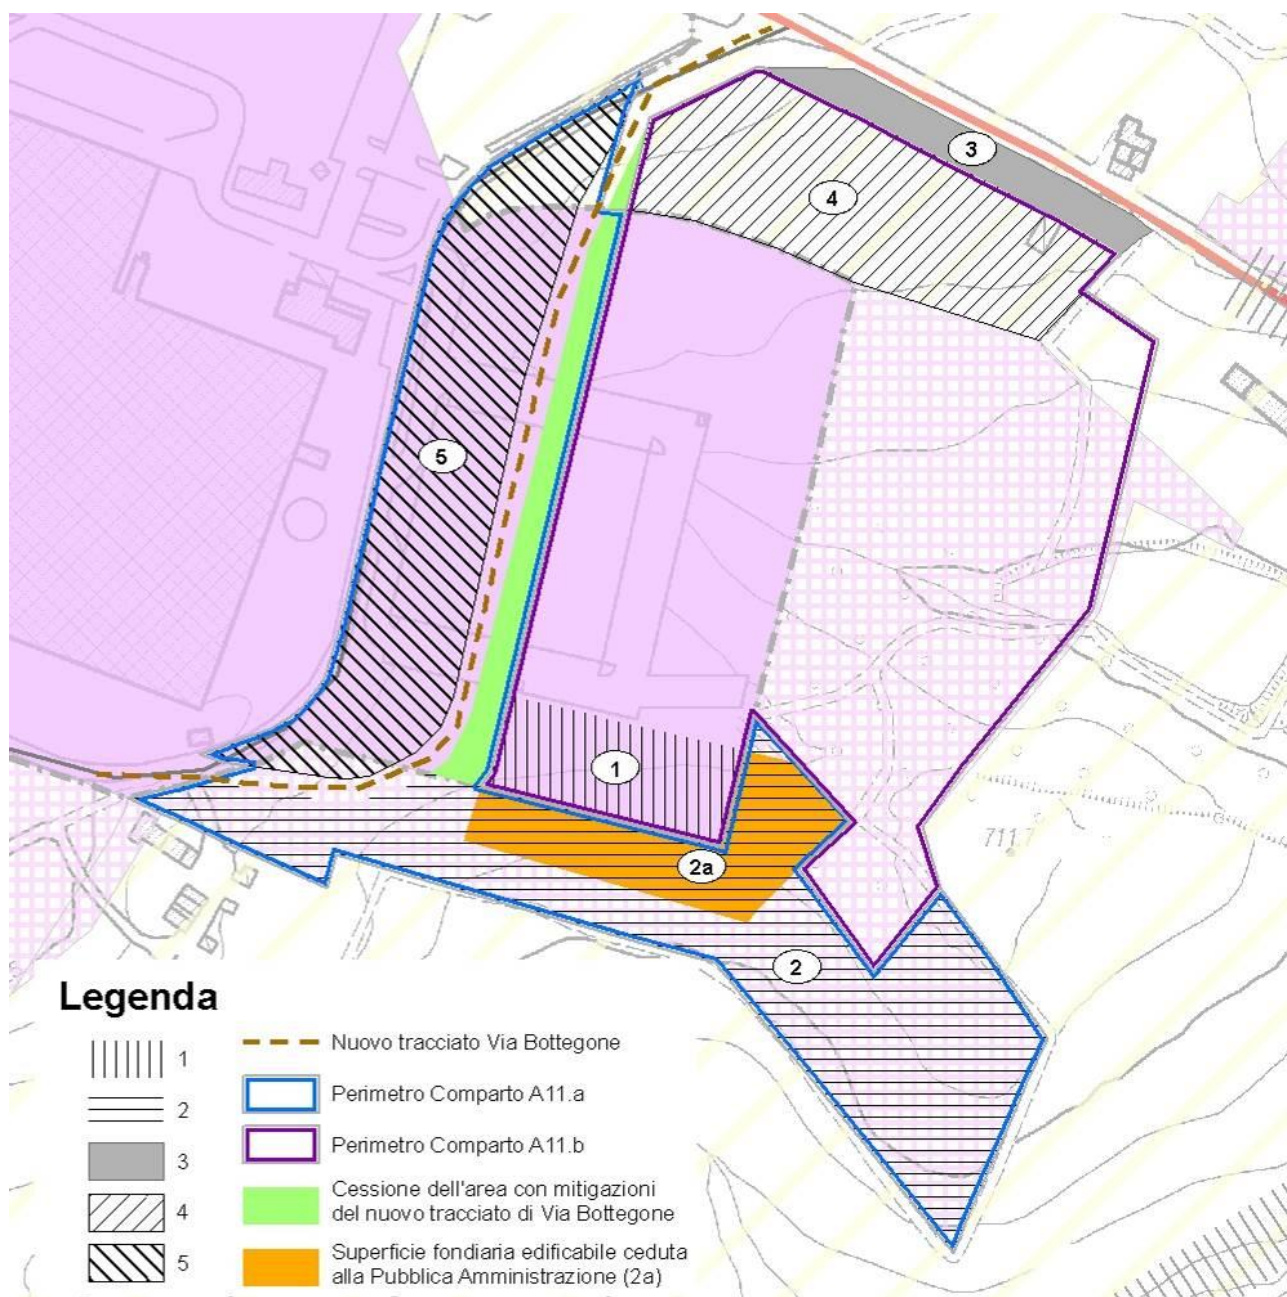 3
4
5
1
2a
711,7
2
Legenda
1
2
3
4
5
Nuovo tracciato Via Bottegone
Perimetro Comparto A11.a
Perimetro Comparto A11.b
Cessione dell'area con mitigazioni
del nuovo tracciato di Via Bottegone
Superficie fondiaria edificabile ceduta
alla Pubblica Amministrazione (2a)